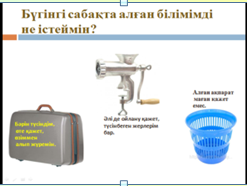 Бүгінгі сабақта алған білімімді
не істеймін?
Бәрін түсіндім,
өте қажет,
өзіммен
алып жүремін.
Әлі де ойлану қажет,
түсінбеген жерлерім
бар.
Алған ақпарат
маған қажет
емес.